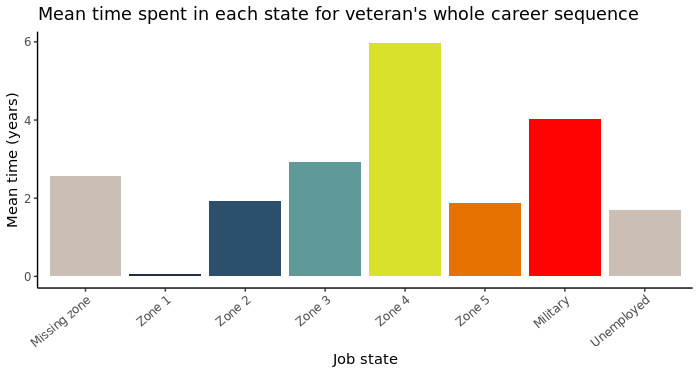 Mean time spent in each state for veteran's whole career sequence
Mean time (years)
6
4
2
0
Missing zone
Zone 1
Zone 2
Zone 3
Zone 4
Zone 5
Military
Unemployed
Job state